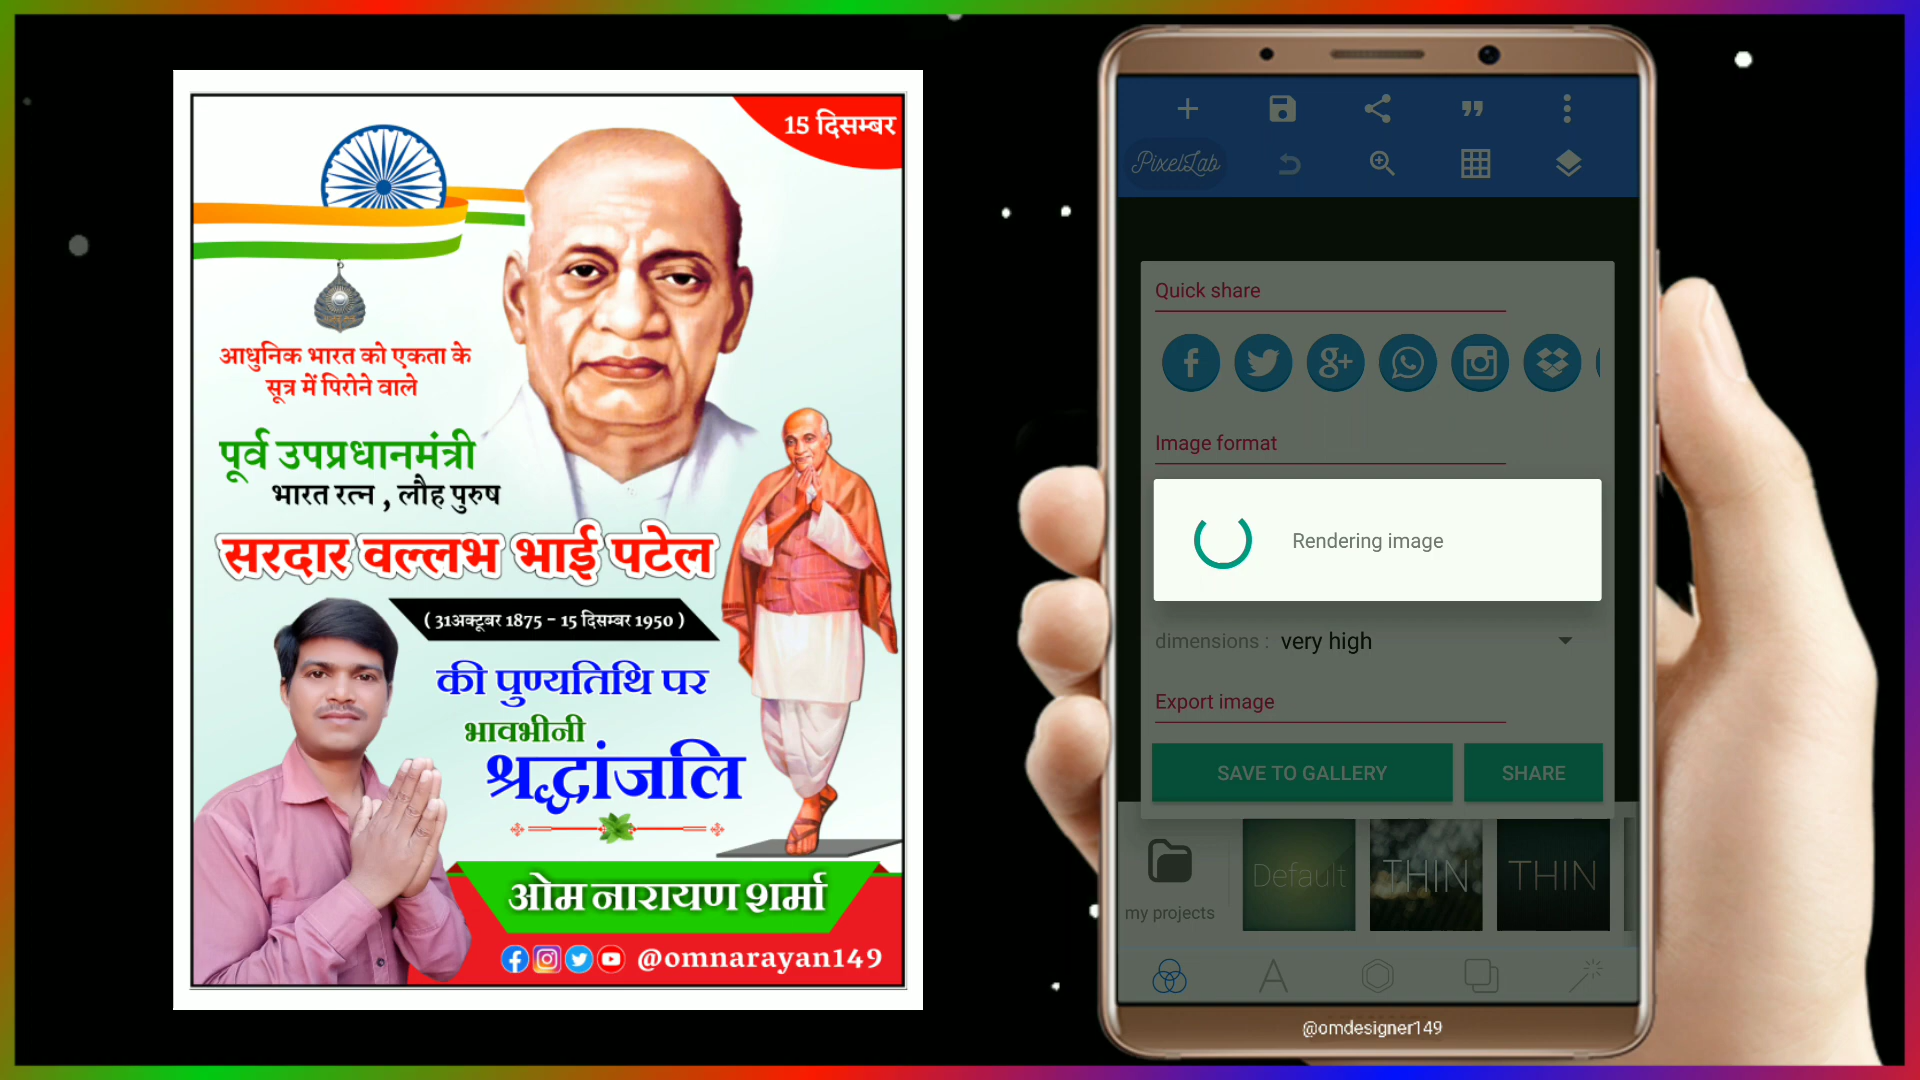 15 दिसम्बर
आधुनिक भारत को एकता के
सूत्र में पिरोने वाले
पूर्व उपप्रधानमंत्री
भारत रत्न , लौह पुरुष
सरदार वल्लभ भाई पटेल
( 31अक्टूबर 1875 - 15 दिसम्बर 1950 )
की पुण्यतिथि पर
भावभीनी
श्रद्धांजलि
ओम नारायण शर्मा
@omnarayan149
PixelLab
Quick share
Image format
Rendering image
dimensions : very high
Export image
SAVE TO GALLERY SHARE
my projects
Default
THIN
THIN
@omdesigner149